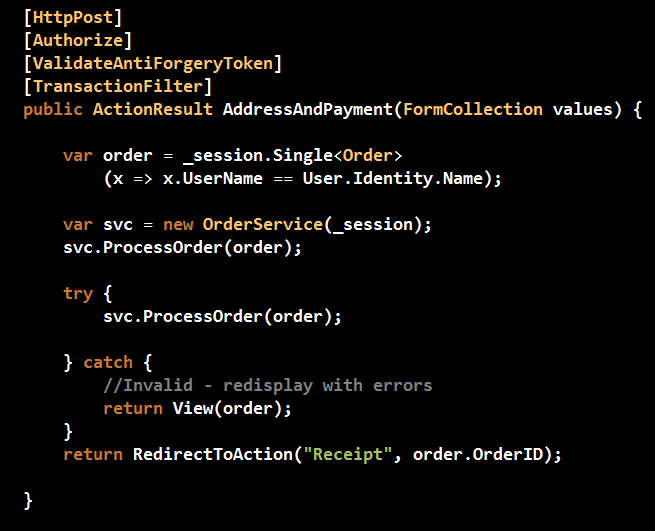 [HttpPost]
[Authorize]
[ValidateAntiForgeryToken]
[TransactionFilter]
public ActionResult AddressAndPayment(FormCollection values) {
var order = _session.Single<Order>
(x => x.UserName == User.Identity.Name);
var svc = new OrderService(_session);
svc.ProcessOrder(order);
try {
svc.ProcessOrder(order);
} catch {
//Invalid - redisplay with errors
return View(order);
}
return RedirectToAction("Receipt", order.OrderID);
}